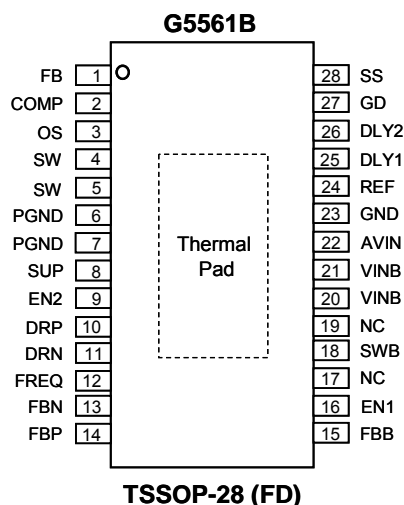 G5561B
FB 1 28 SS
COMP 2 27 GD
OS 3 26 DLY2
SW 4 25 DLY1
SW 5 24 REF
PGND 6 23 GND
PGND 7 22 AVIN
SUP 8 21 VINB
EN2 9 20 VINB
DRP 10 19 NC
DRN 11 18 SWB
FREQ 12 17 NC
FBN 13 16 EN1
FBP 14 15 FBB
Thermal
Pad
TSSOP-28 (FD)